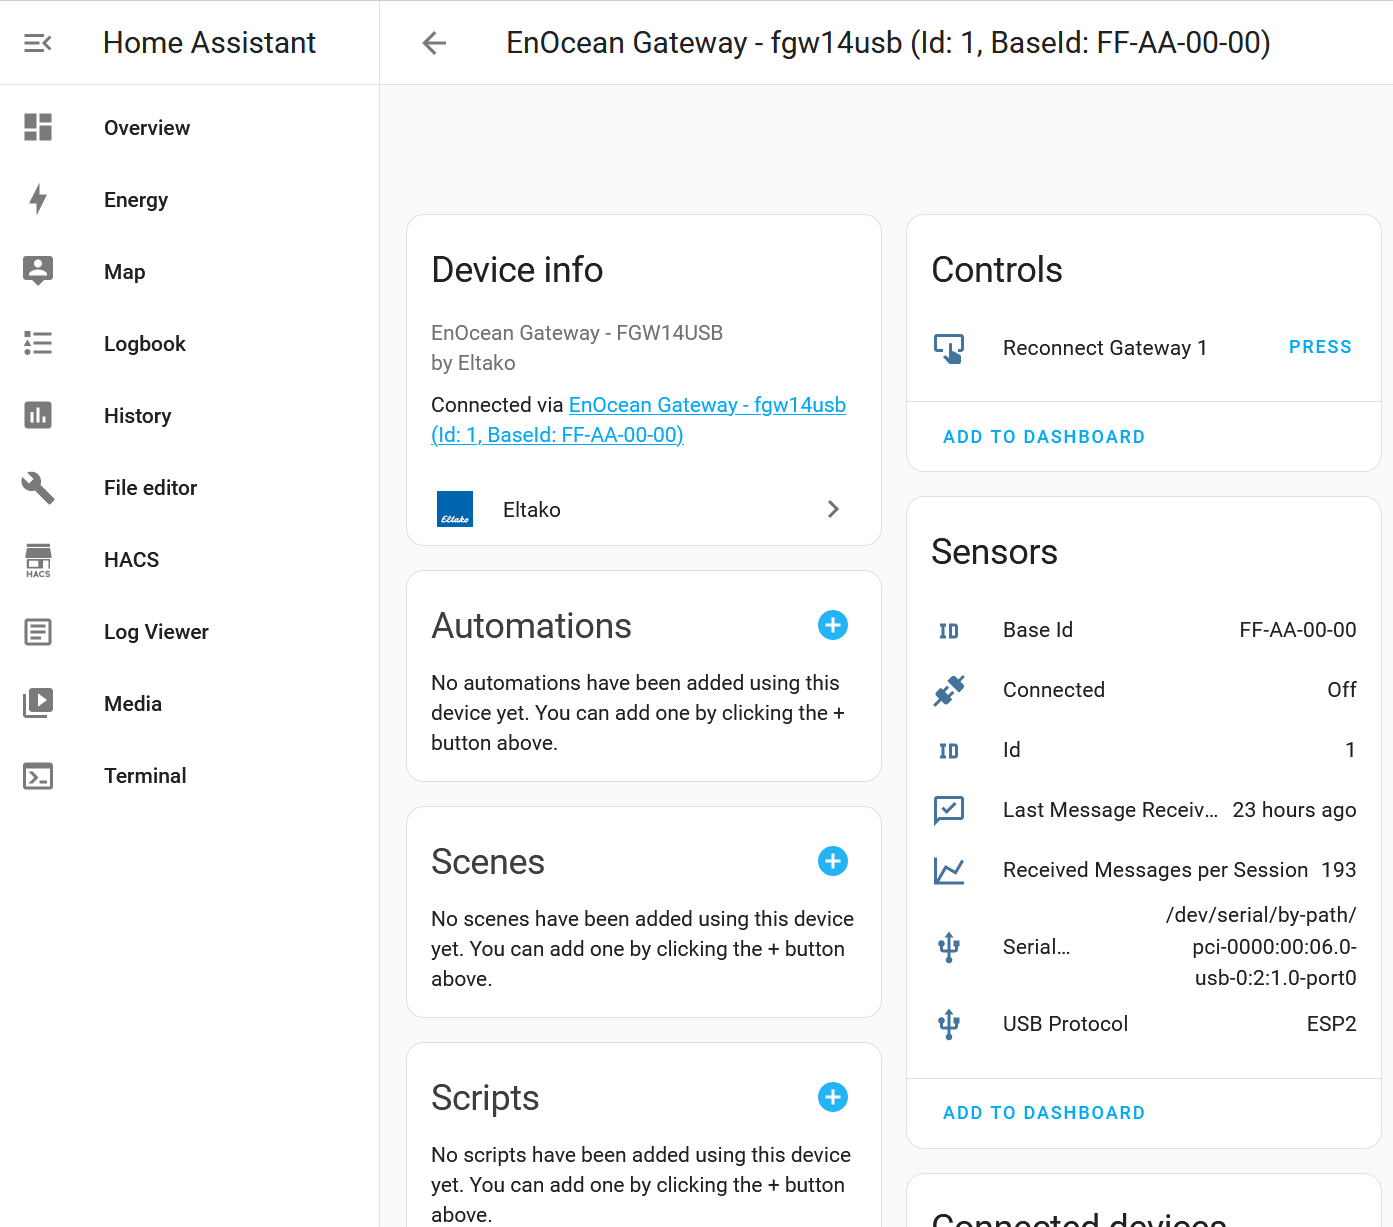 Home Assistant
EnOcean Gateway - fgw14usb (Id: 1, BaseId: FF-AA-00-00)
Overview
Energy
Map
Logbook
History
File editor
HACS
HACS
Log Viewer
Media
Terminal
Device info
EnOcean Gateway - FGW14USB
by Eltako
Connected via EnOcean Gateway - fgw14usb
(Id: 1, BaseId: FF-AA-00-00)
Eltako
Eltako
Automations
No automations have been added using this
device yet. You can add one by clicking the +
button above.
Scenes
No scenes have been added using this device
yet. You can add one by clicking the + button
above.
Scripts
No scripts have been added using this device
yet. You can add one by clicking the + button
above.
Controls
Reconnect Gateway 1 PRESS
ADD TO DASHBOARD
Sensors
ID Base Id FF-AA-00-00
Connected Off
ID Id 1
Last Message Receiv... 23 hours ago
Received Messages per Session 193
Serial... /dev/serial/by-path/
pci-0000:00:06.0-
usb-0:2:1.0-port0
USB Protocol ESP2
ADD TO DASHBOARD
Connected devices